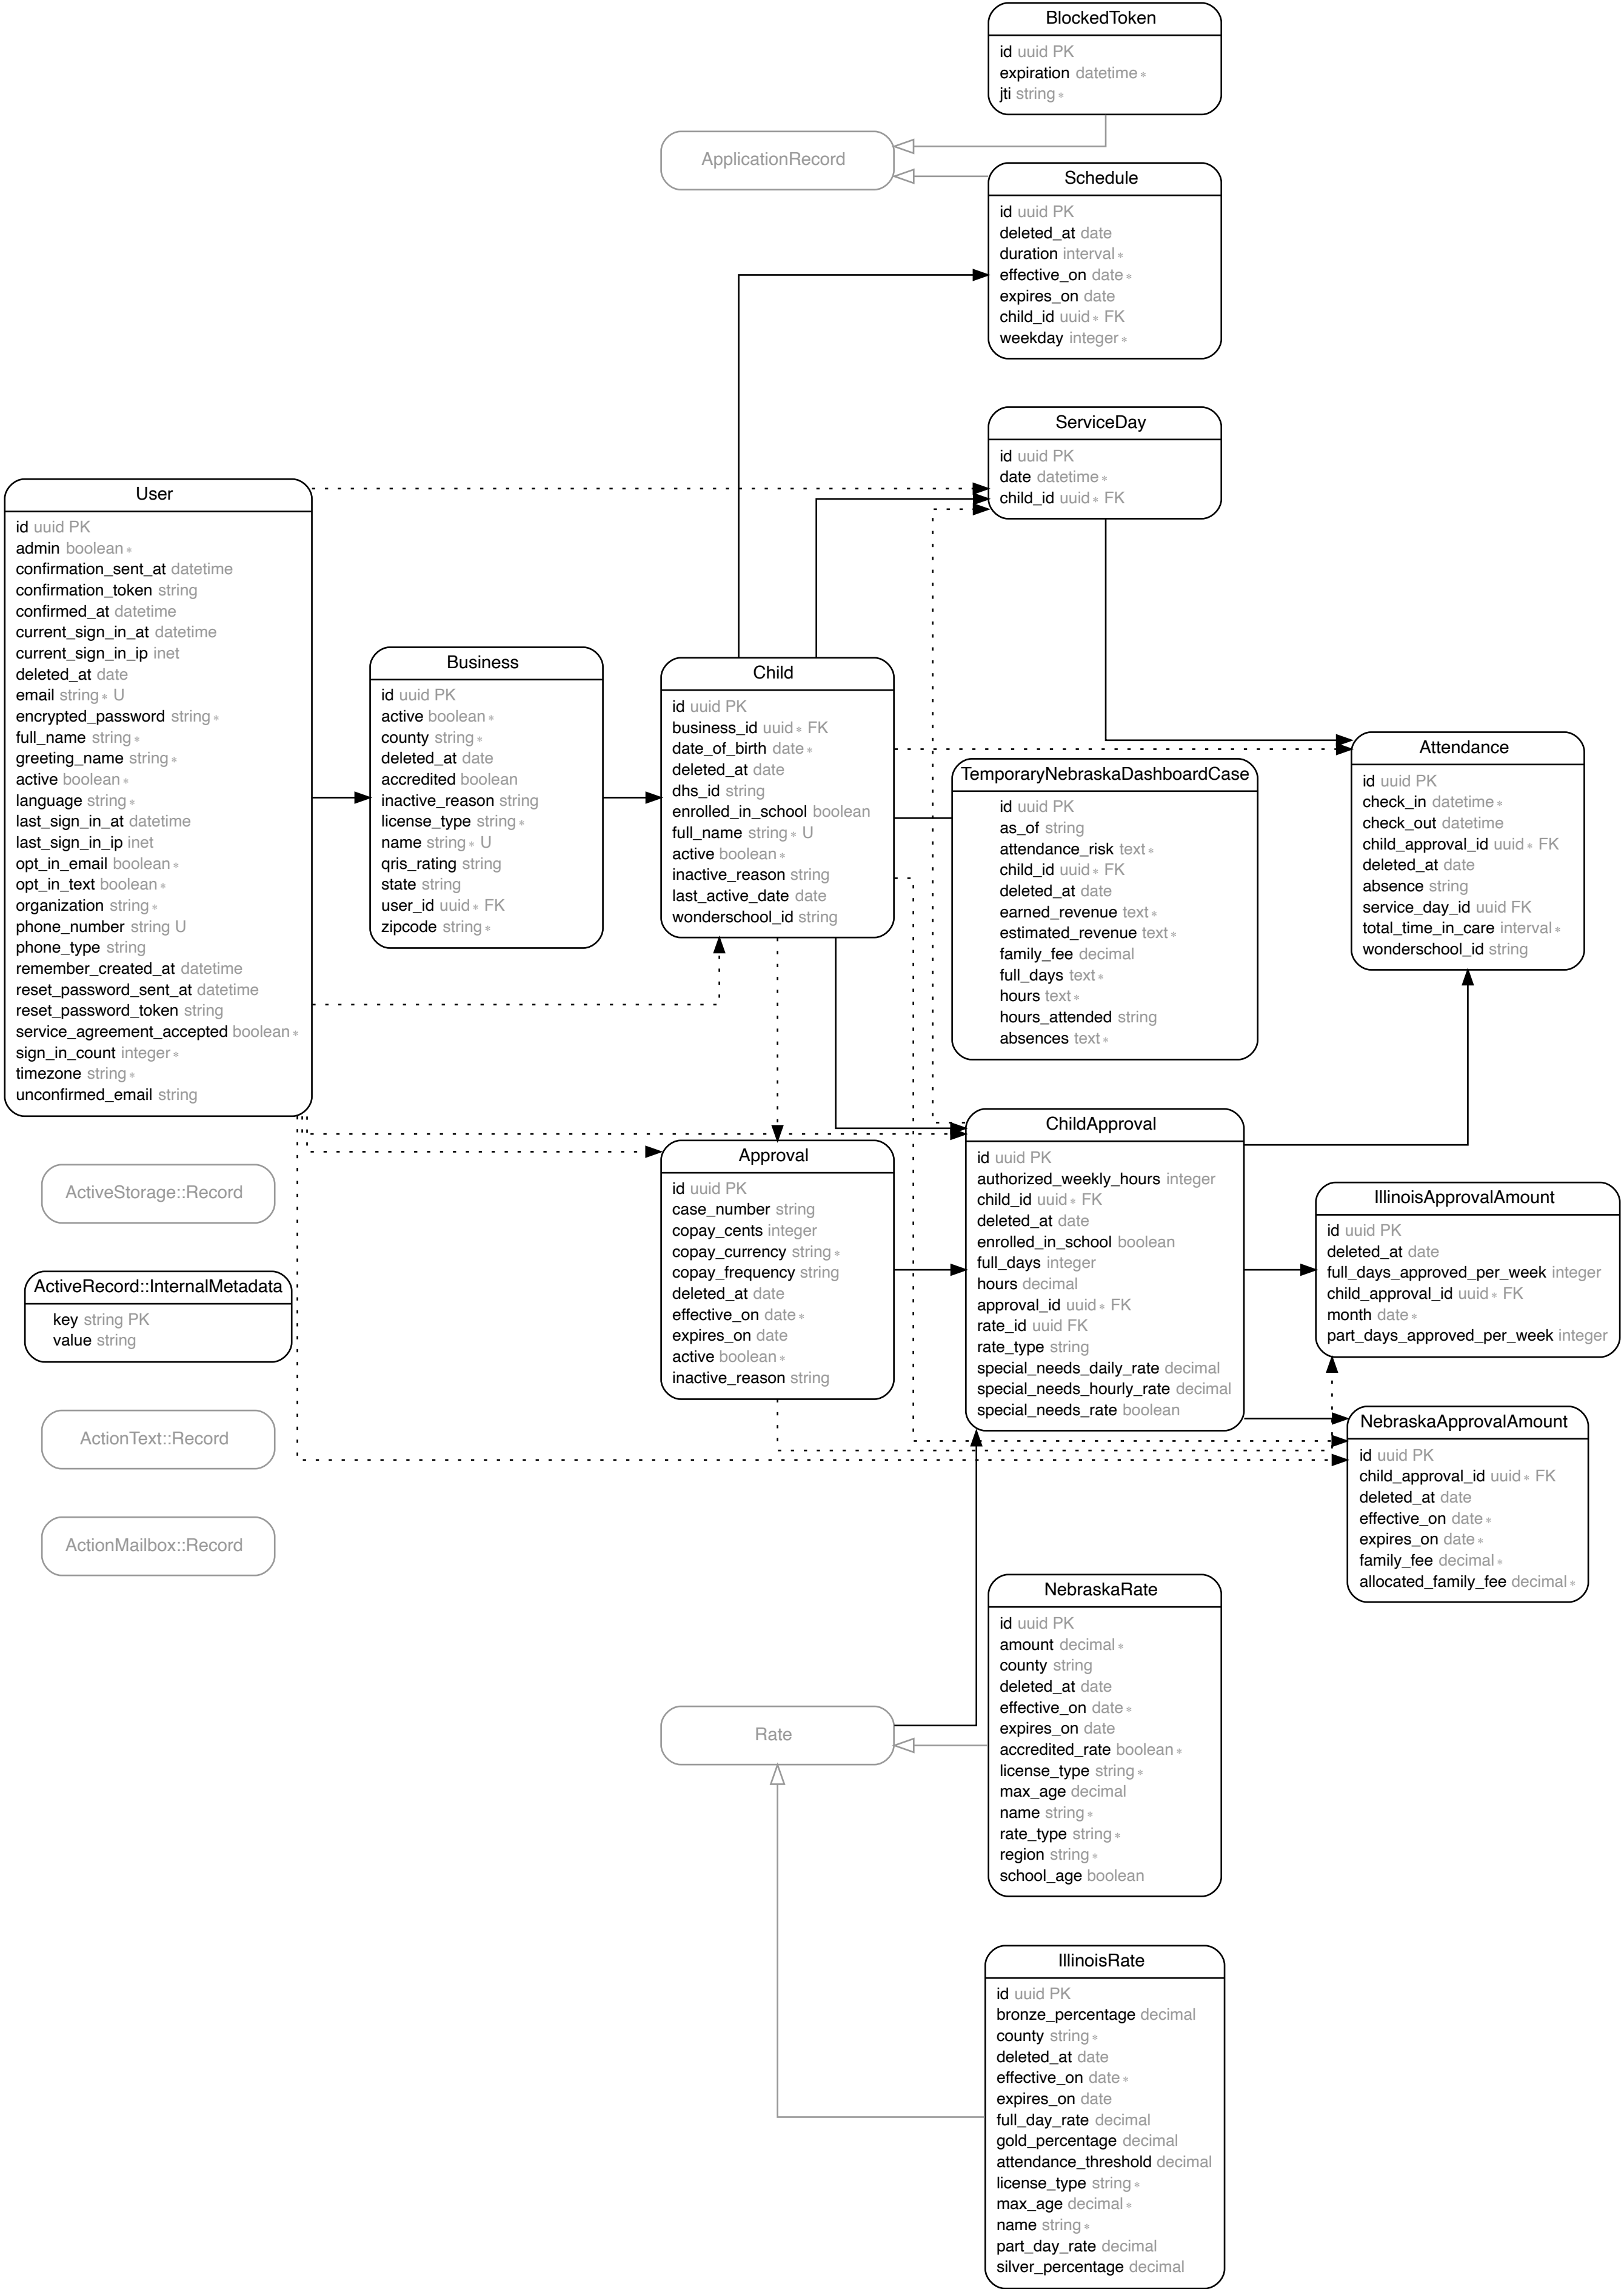 BlockedToken
id uuid PK
expiration datetime ∗
jti string ∗
ApplicationRecord
Schedule
id uuid PK
deleted_at date
duration interval ∗
effective_on date ∗
expires_on date
child_id uuid ∗ FK
weekday integer ∗
ServiceDay
id uuid PK
date datetime ∗
child_id uuid ∗ FK
User
id uuid PK
admin boolean ∗
confirmation_sent_at datetime
confirmation_token string
confirmed_at datetime
current_sign_in_at datetime
current_sign_in_ip inet
deleted_at date
email string ∗ U
encrypted_password string ∗
full_name string ∗
greeting_name string ∗
active boolean ∗
language string ∗
last_sign_in_at datetime
last_sign_in_ip inet
opt_in_email boolean ∗
opt_in_text boolean ∗
organization string ∗
phone_number string U
phone_type string
remember_created_at datetime
reset_password_sent_at datetime
reset_password_token string
service_agreement_accepted boolean ∗
sign_in_count integer ∗
timezone string ∗
unconfirmed_email string
Business
id uuid PK
active boolean ∗
county string ∗
deleted_at date
accredited boolean
inactive_reason string
license_type string ∗
name string ∗ U
qris_rating string
state string
user_id uuid ∗ FK
zipcode string ∗
Child
id uuid PK
business_id uuid ∗ FK
date_of_birth date ∗
deleted_at date
dhs_id string
enrolled_in_school boolean
full_name string ∗ U
active boolean ∗
inactive_reason string
last_active_date date
wonderschool_id string
TemporaryNebraskaDashboardCase
id uuid PK
as_of string
attendance_risk text ∗
child_id uuid ∗ FK
deleted_at date
earned_revenue text ∗
estimated_revenue text ∗
family_fee decimal
full_days text ∗
hours text ∗
hours_attended string
absences text ∗
Attendance
id uuid PK
check_in datetime ∗
check_out datetime
child_approval_id uuid ∗ FK
deleted_at date
absence string
service_day_id uuid FK
total_time_in_care interval ∗
wonderschool_id string
ActiveStorage::Record
ActiveRecord::InternalMetadata
key string PK
value string
ActionText::Record
ActionMailbox::Record
Approval
id uuid PK
case_number string
copay_cents integer
copay_currency string ∗
copay_frequency string
deleted_at date
effective_on date ∗
expires_on date
active boolean ∗
inactive_reason string
ChildApproval
id uuid PK
authorized_weekly_hours integer
child_id uuid ∗ FK
deleted_at date
enrolled_in_school boolean
full_days integer
hours decimal
approval_id uuid ∗ FK
rate_id uuid FK
rate_type string
special_needs_daily_rate decimal
special_needs_hourly_rate decimal
special_needs_rate boolean
IllinoisApprovalAmount
id uuid PK
deleted_at date
full_days_approved_per_week integer
child_approval_id uuid ∗ FK
month date ∗
part_days_approved_per_week integer
NebraskaApprovalAmount
id uuid PK
child_approval_id uuid ∗ FK
deleted_at date
effective_on date ∗
expires_on date ∗
family_fee decimal ∗
allocated_family_fee decimal ∗
Rate
NebraskaRate
id uuid PK
amount decimal ∗
county string
deleted_at date
effective_on date ∗
expires_on date
accredited_rate boolean ∗
license_type string ∗
max_age decimal
name string ∗
rate_type string ∗
region string ∗
school_age boolean
IllinoisRate
id uuid PK
bronze_percentage decimal
county string ∗
deleted_at date
effective_on date ∗
expires_on date
full_day_rate decimal
gold_percentage decimal
attendance_threshold decimal
license_type string ∗
max_age decimal ∗
name string ∗
part_day_rate decimal
silver_percentage decimal